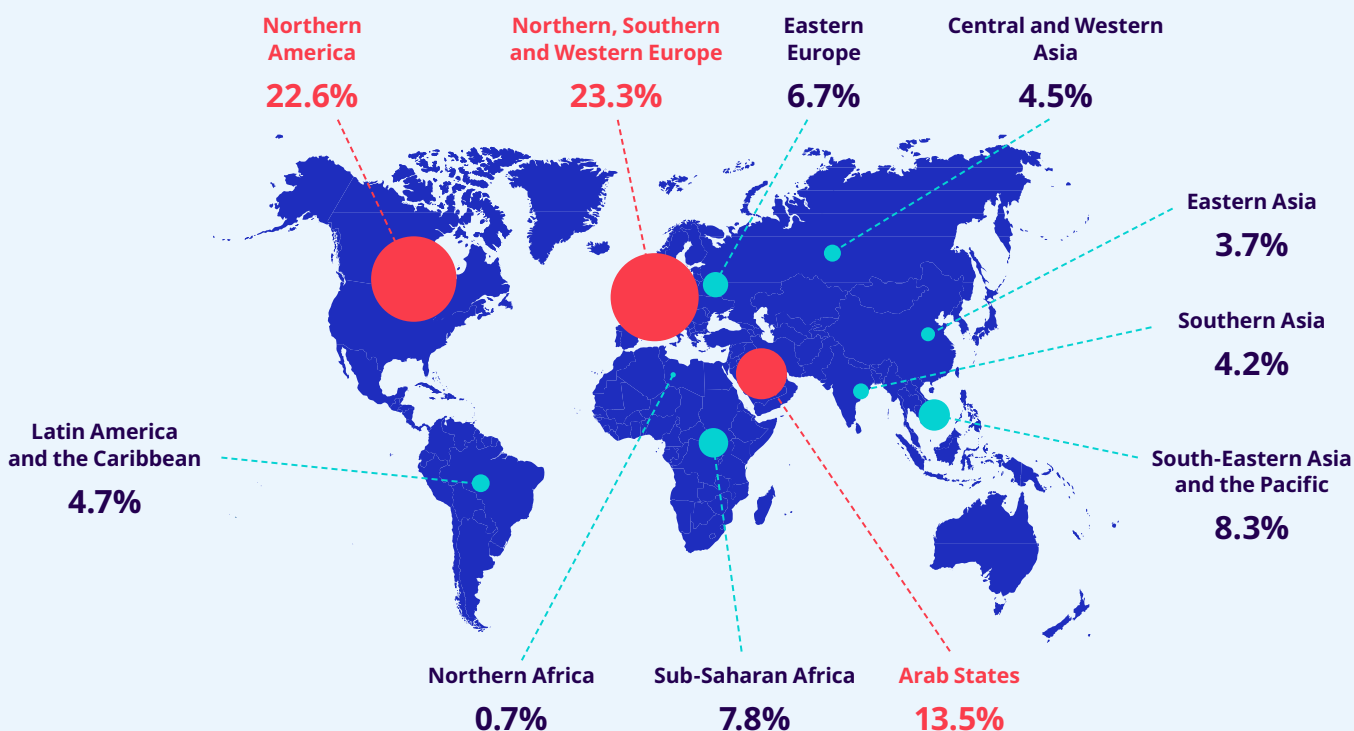 Northern
America
22.6%
Northern, Southern
and Western Europe
23.3%
Eastern
Europe
6.7%
Central and Western
Asia
4.5%
Eastern Asia
3.7%
Southern Asia
4.2%
South-Eastern Asia
and the Pacific
8.3%
Latin America
and the Caribbean
4.7%
Northern Africa
0.7%
Sub-Saharan Africa
7.8%
Arab States
13.5%